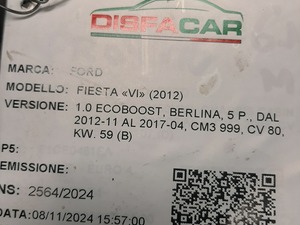 DISFACAR
MARCA: FORD
MODELLO: FIESTA «VI» (2012)
VERSIONE: 1.0 ECOBOOST, BERLINA, 5 P., DAL
2012-11 AL 2017-04, CM3 999, CV 80,
KW. 59 (B)
P5:
EMISSIONE:
NS: 2564/2024
DATA: 08/11/2024 15:57:00